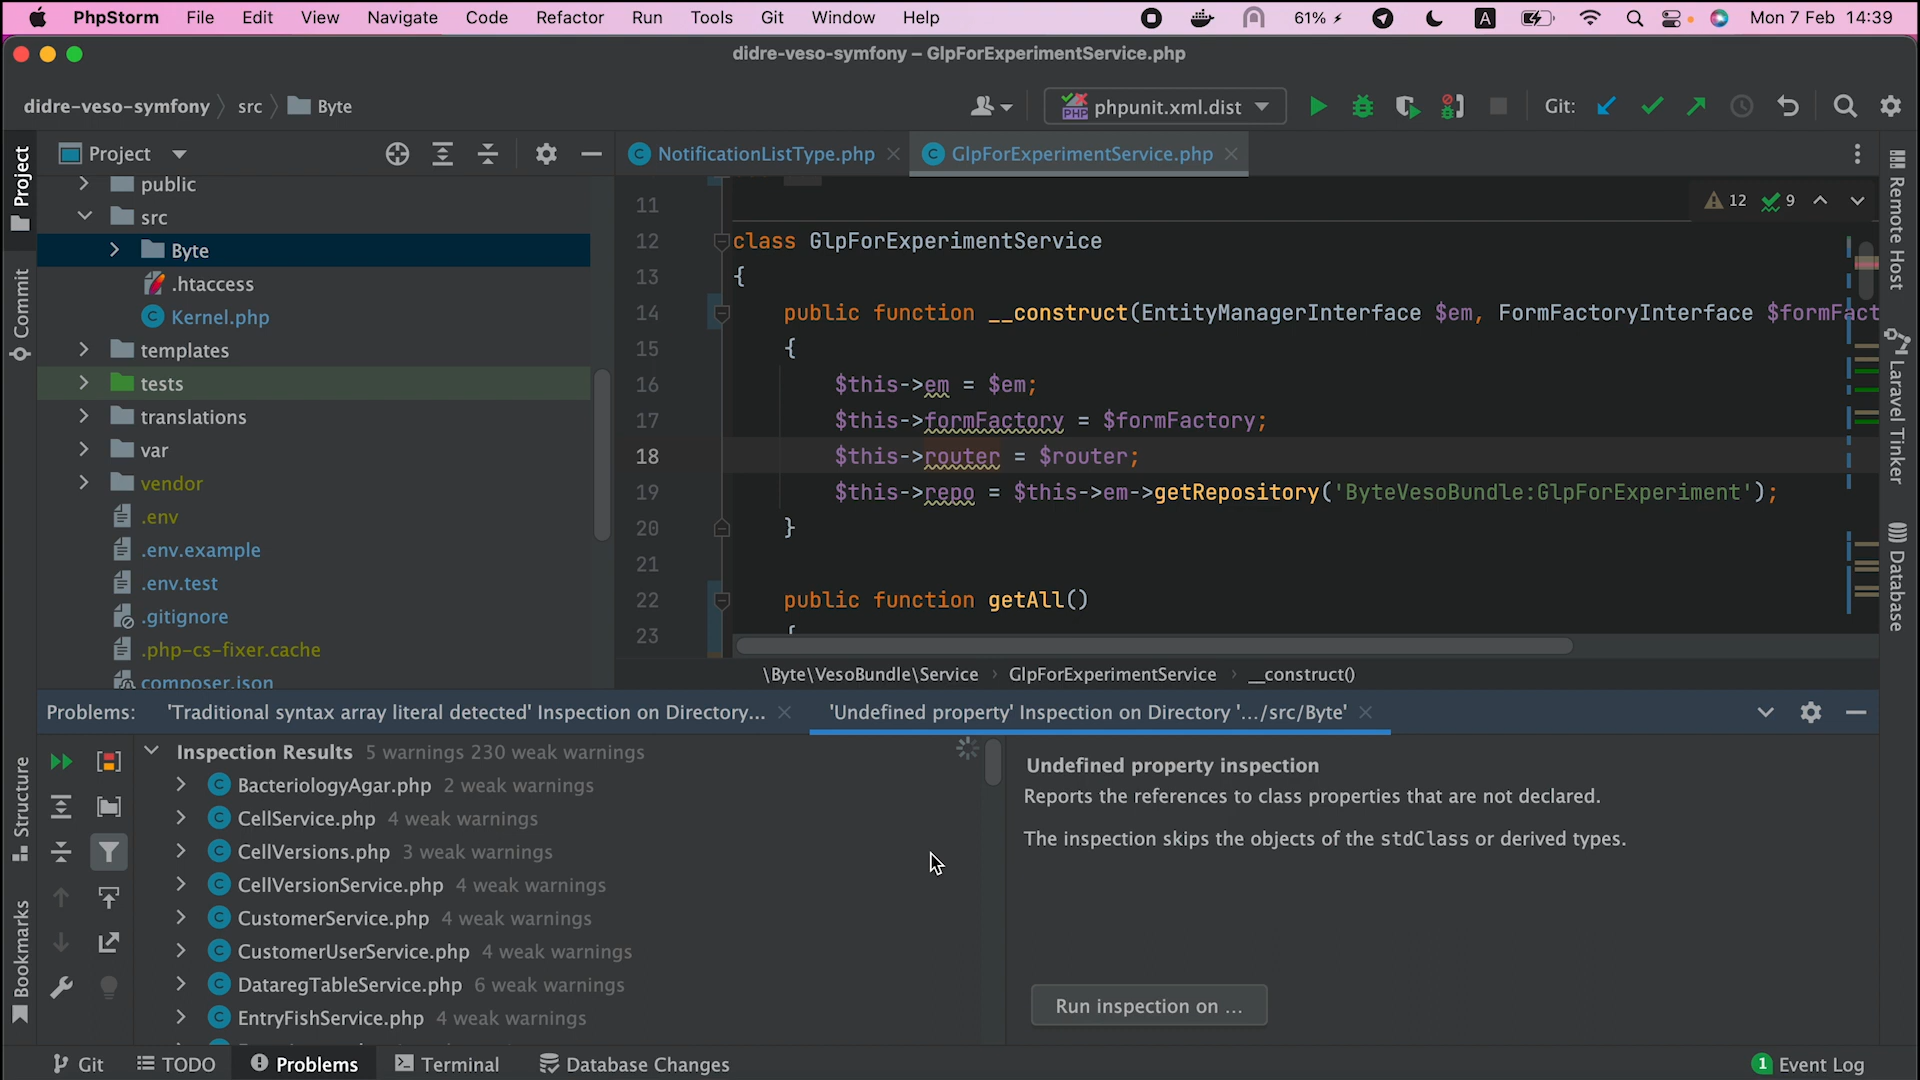 PhpStorm File Edit View Navigate Code Refactor Run Tools Git Window Help 61% A Mon 7 Feb 14:39
didre-veso-symfony – GlpForExperimentService.php
didre-veso-symfony src Byte phpunit.xml.dist Git:
Project NotificationListType.php GlpForExperimentService.php
Project
Commit
Structure
Bookmarks
public
src
Byte
.htaccess
Kernel.php
templates
tests
translations
var
vendor
.env
.env.example
.env.test
.gitignore
.php-cs-fixer.cache
composer.json
12 9
11
12 class GlpForExperimentService
13 {
14 public function __construct(EntityManagerInterface $em, FormFactoryInterface $formFact
15 {
16 $this->em = $em;
17 $this->formFactory = $formFactory;
18 $this->router = $router;
19 $this->repo = $this->em->getRepository('ByteVesoBundle:GlpForExperiment');
20 }
21
22 public function getAll()
23 {
\Byte\VesoBundle\Service GlpForExperimentService __construct()
Remote Host
Laravel Tinker
Database
Problems: 'Traditional syntax array literal detected' Inspection on Directory... 'Undefined property' Inspection on Directory '.../src/Byte'
Inspection Results 5 warnings 230 weak warnings
BacteriologyAgar.php 2 weak warnings
CellService.php 4 weak warnings
CellVersions.php 3 weak warnings
CellVersionService.php 4 weak warnings
CustomerService.php 4 weak warnings
CustomerUserService.php 4 weak warnings
DataregTableService.php 6 weak warnings
EntryFishService.php 4 weak warnings
Undefined property inspection
Reports the references to class properties that are not declared.
The inspection skips the objects of the stdClass or derived types.
Run inspection on ...
Git TODO Problems Terminal Database Changes 1 Event Log